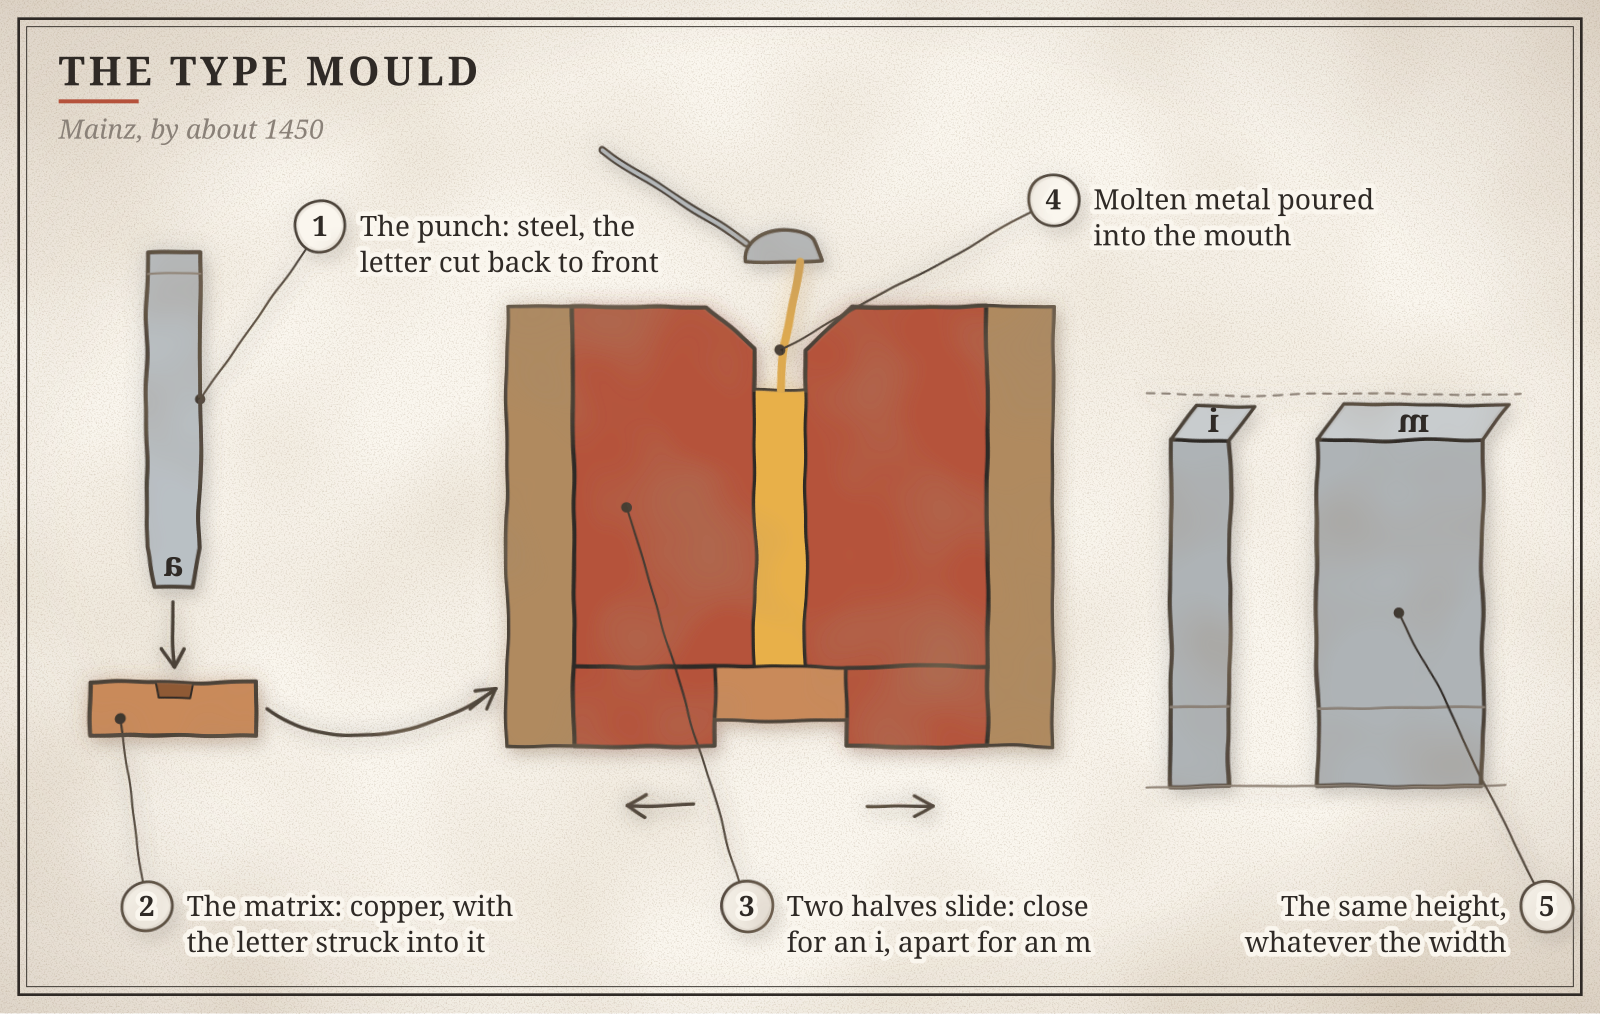 THE TYPE MOULD
Mainz, by about 1450
1 The punch: steel, the
letter cut back to front
4 Molten metal poured
into the mouth
i
m
a
2 The matrix: copper, with
the letter struck into it
3 Two halves slide: close
for an i, apart for an m
The same height, 5
whatever the width